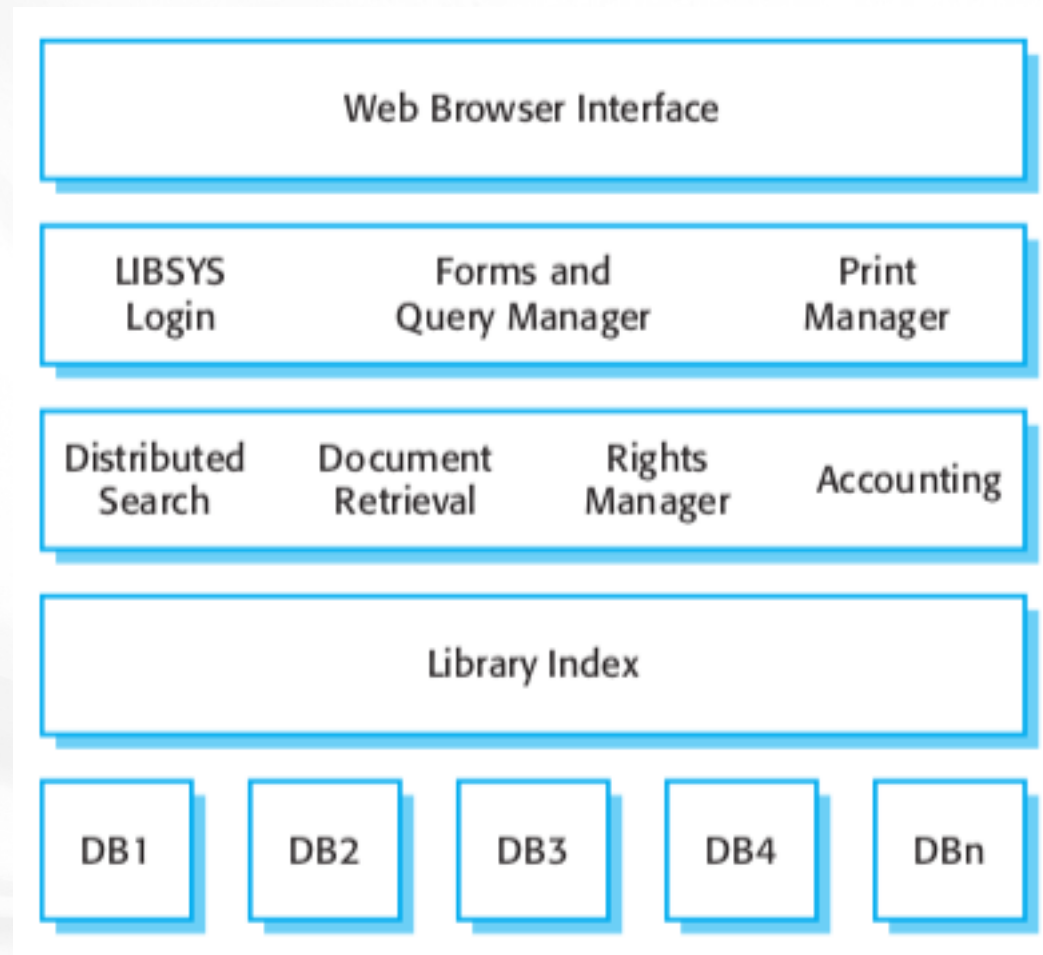 Web Browser Interface
LIBSYS
Login
Forms and
Query Manager
Print
Manager
Distributed
Search
Document
Retrieval
Rights
Manager
Accounting
Library Index
DB1
DB2
DB3
DB4
DBn